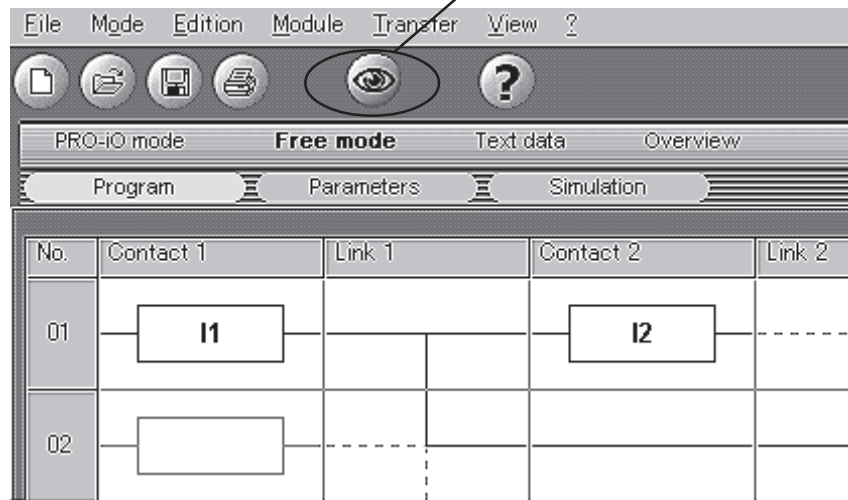 File Mode Edition Module Transfer View ?
?
PRO-iO mode Free mode Text data Overview
Program Parameters Simulation
No. Contact 1 Link 1 Contact 2 Link 2
01 I1 I2
02